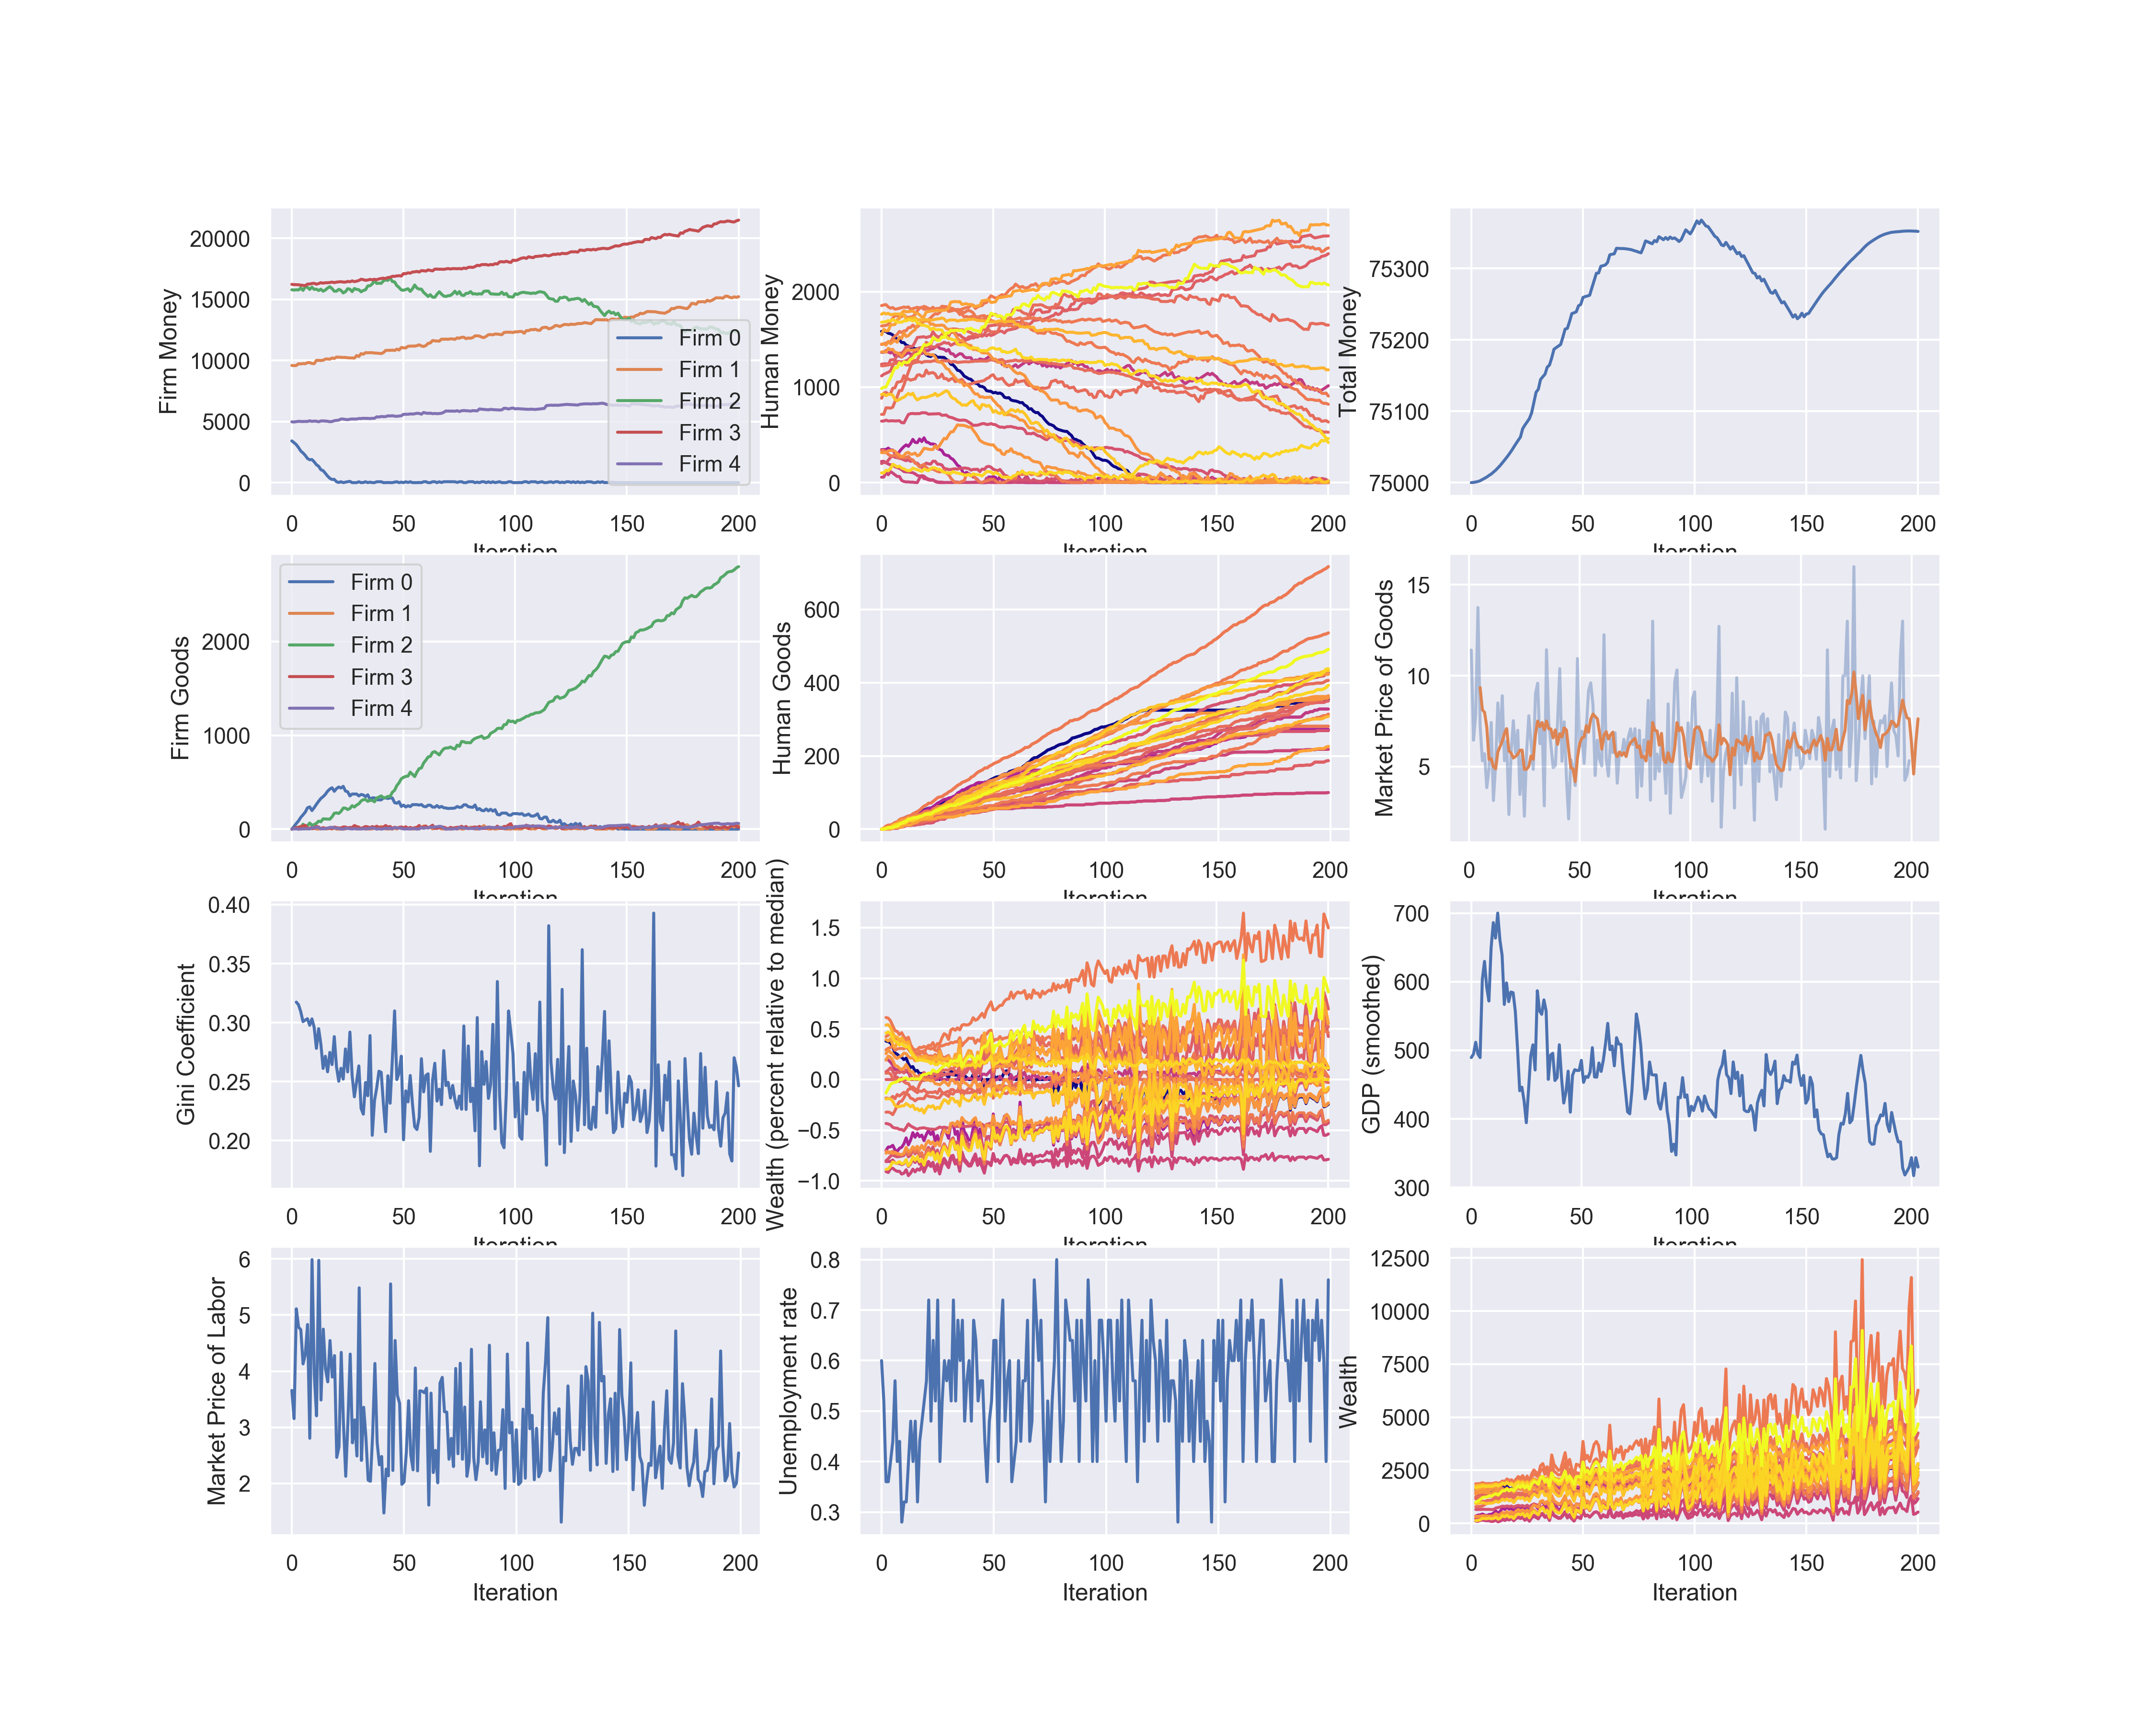 Firm Money
20000
15000
10000
5000
0
Firm 0
Firm 1
Firm 2
Firm 3
Firm 4
0 50 100 150 200
Iteration
Human Money
2000
1000
0
0 50 100 150 200
Iteration
Total Money
75300
75200
75100
75000
0 50 100 150 200
Iteration
Firm Goods
2000
1000
0
Firm 0
Firm 1
Firm 2
Firm 3
Firm 4
0 50 100 150 200
Iteration
Human Goods
600
400
200
0
0 50 100 150 200
Iteration
Market Price of Goods
15
10
5
0 50 100 150 200
Iteration
Gini Coefficient
0.40
0.35
0.30
0.25
0.20
0 50 100 150 200
Iteration
Wealth (percent relative to median)
1.5
1.0
0.5
0.0
−0.5
−1.0
0 50 100 150 200
Iteration
GDP (smoothed)
700
600
500
400
300
0 50 100 150 200
Iteration
Market Price of Labor
6
5
4
3
2
0 50 100 150 200
Iteration
Unemployment rate
0.8
0.7
0.6
0.5
0.4
0.3
0 50 100 150 200
Iteration
Wealth
12500
10000
7500
5000
2500
0
0 50 100 150 200
Iteration